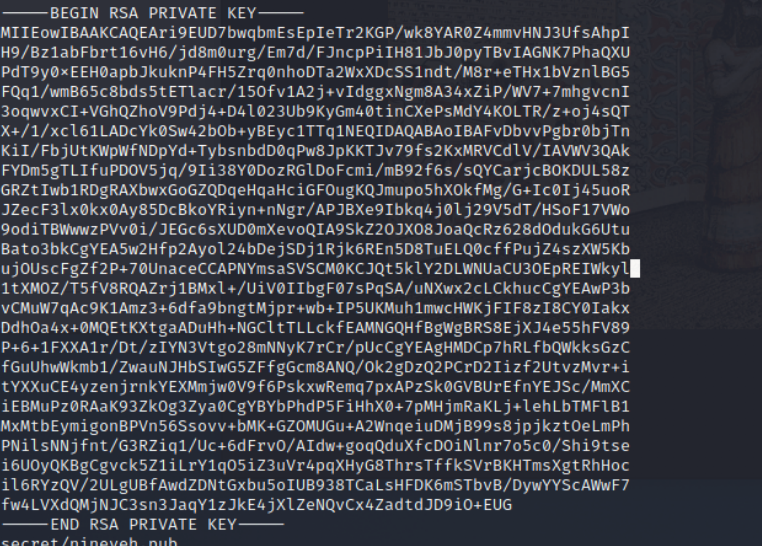 -----BEGIN RSA PRIVATE KEY-----
MIIEowIBAAKCAQEAri9EUD7bwqbmEsEpIeTr2KGP/wk8YAR0Z4mmvHNJ3UfsAhpI
H9/Bz1abFbrt16vH6/jd8m0urg/Em7d/FJncpPiIH81JbJ0pyTBvIAGNK7PhaQXU
PdT9y0xEEH0apbJkuknP4FH5Zrq0nhoDTa2WxXDcSS1ndt/M8r+eTHx1bVznlBG5
FQq1/wmB65c8bds5tETlacr/15Ofv1A2j+vIdggxNgm8A34xZiP/WV7+7mhgvcnI
3oqwvxCI+VGhQZhoV9Pdj4+D4l023Ub9KyGm40tinCXePsMdY4KOLTR/z+oj4sQT
X+/1/xcl61LADcYk0Sw42bOb+yBEyc1TTq1NEQIDAQABAoIBAFvDbvvPgbr0bjTn
KiI/FbjUtKWpWfNDpYd+TybsnbdD0qPw8JpKKTJv79fs2KxMRVCdlV/IAVWV3QAk
FYDm5gTLIfuPDOV5jq/9Ii38Y0DozRGlDoFcmi/mB92f6s/sQYCarjcBOKDUL58z
GRZtIwb1RDgRAXbwxGoGZQDqeHqaHciGFOugKQJmupo5hXOkfMg/G+Ic0Ij45uoR
JZecF3lx0kx0Ay85DcBkoYRiyn+nNgr/APJBXe9Ibkq4j0lj29V5dT/HSoF17VWo
9odiTBWwwzPVv0i/JEGc6sXUD0mXevoQIA9SkZ2OJXO8JoaQcRz628dOdukG6Utu
Bato3bkCgYEA5w2Hfp2Ayol24bDejSDj1Rjk6REn5D8TuELQ0cffPujZ4szXW5Kb
ujOUscFgZf2P+70UnaceCCAPNYmsaSVSCM0KCJQt5klY2DLWNUaCU3OEpREIWkyl
1tXMOZ/T5fV8RQAZrj1BMxl+/UiV0IIbgF07sPqSA/uNXwx2cLCkhucCgYEAwP3b
vCMuW7qAc9K1Amz3+6dfa9bngtMjpr+wb+IP5UKMuh1mwcHWKjFIF8zI8CY0Iakx
DdhOa4x+0MQEtKXtgaADuHh+NGCltTLLckfEAMNGQHfBgWgBRS8EjXJ4e55hFV89
P+6+1FXXA1r/Dt/zIYN3Vtgo28mNNyK7rCr/pUcCgYEAgHMDCp7hRLfbQWkksGzC
fGuUhwWkmb1/ZwauNJHbSIwG5ZFfgGcm8ANQ/Ok2gDzQ2PCrD2Iizf2UtvzMvr+i
tYXXuCE4yzenjrnkYEXMmjw0V9f6PskxwRemq7pxAPzSk0GVBUrEfnYEJSc/MmXC
iEBMuPz0RAaK93ZkOg3Zya0CgYBYbPhdP5FiHhX0+7pMHjmRaKLj+lehLbTMFlB1
MxMtbEymigonBPVn56Ssovv+bMK+GZOMUGu+A2WnqeiuDMjB99s8jpjkztOeLmPh
PNilsNNjfnt/G3RZiq1/Uc+6dFrvO/AIdw+goqQduXfcDOiNlnr7o5c0/Shi9tse
i6UOyQKBgCgvck5Z1iLrY1qO5iZ3uVr4pqXHyG8ThrsTffkSVrBKHTmsXgtRhHoc
il6RYzQV/2ULgUBfAwdZDNtGxbu5oIUB938TCaLsHFDK6mSTbvB/DywYYScAWwF7
fw4LVXdQMjNJC3sn3JaqY1zJkE4jXlZeNQvCx4ZadtdJD9iO+EUG
-----END RSA PRIVATE KEY-----
secret/nineveh.pub